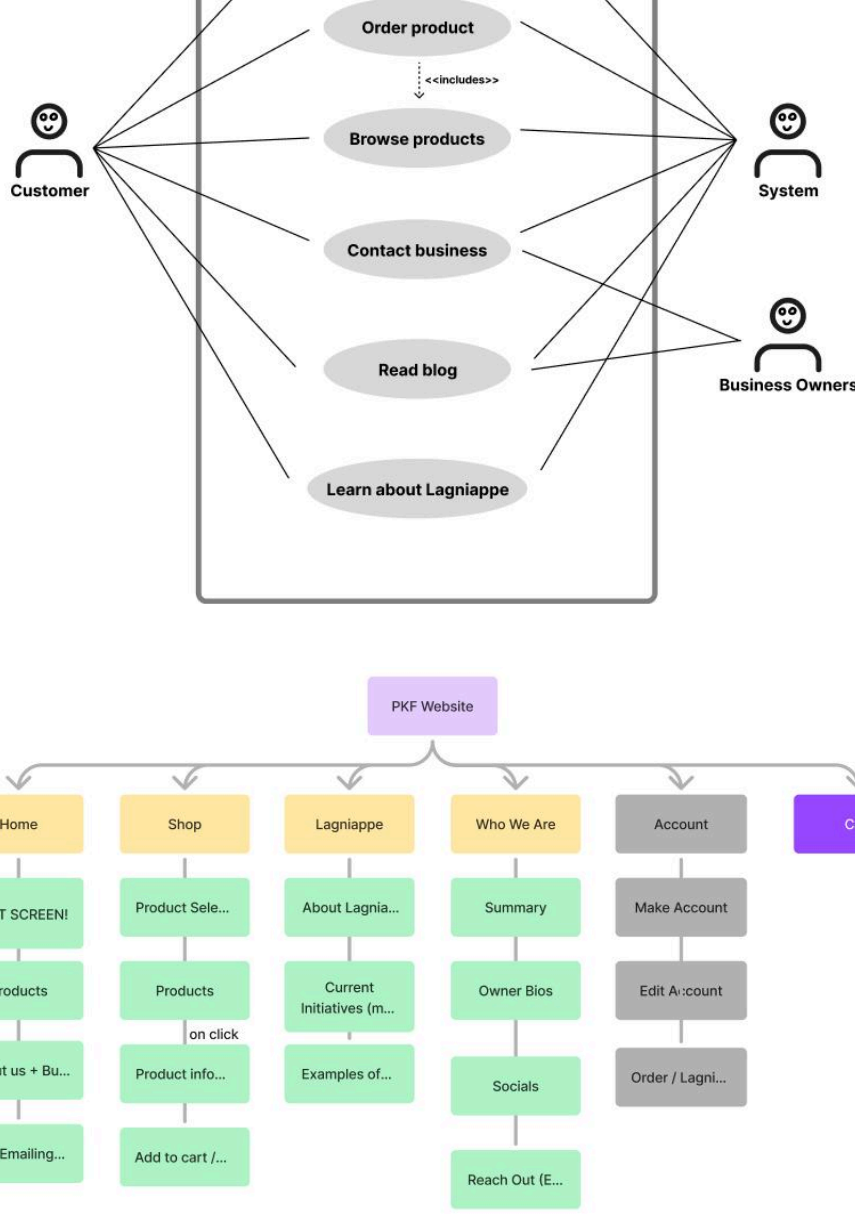 Order product
<<includes>>
Browse products
Customer
System
Contact business
Read blog
Business Owners
Learn about Lagniappe
PKF Website
Home
Shop
Lagniappe
Who We Are
Account
C
T SCREEN!
Product Sele...
About Lagnia...
Summary
Make Account
roducts
Products
Current
Initiatives (m...
Owner Bios
Edit Account
on click
ut us + Bu...
Product info...
Examples of...
Socials
Order / Lagni...
Emailing...
Add to cart /...
Reach Out (E...